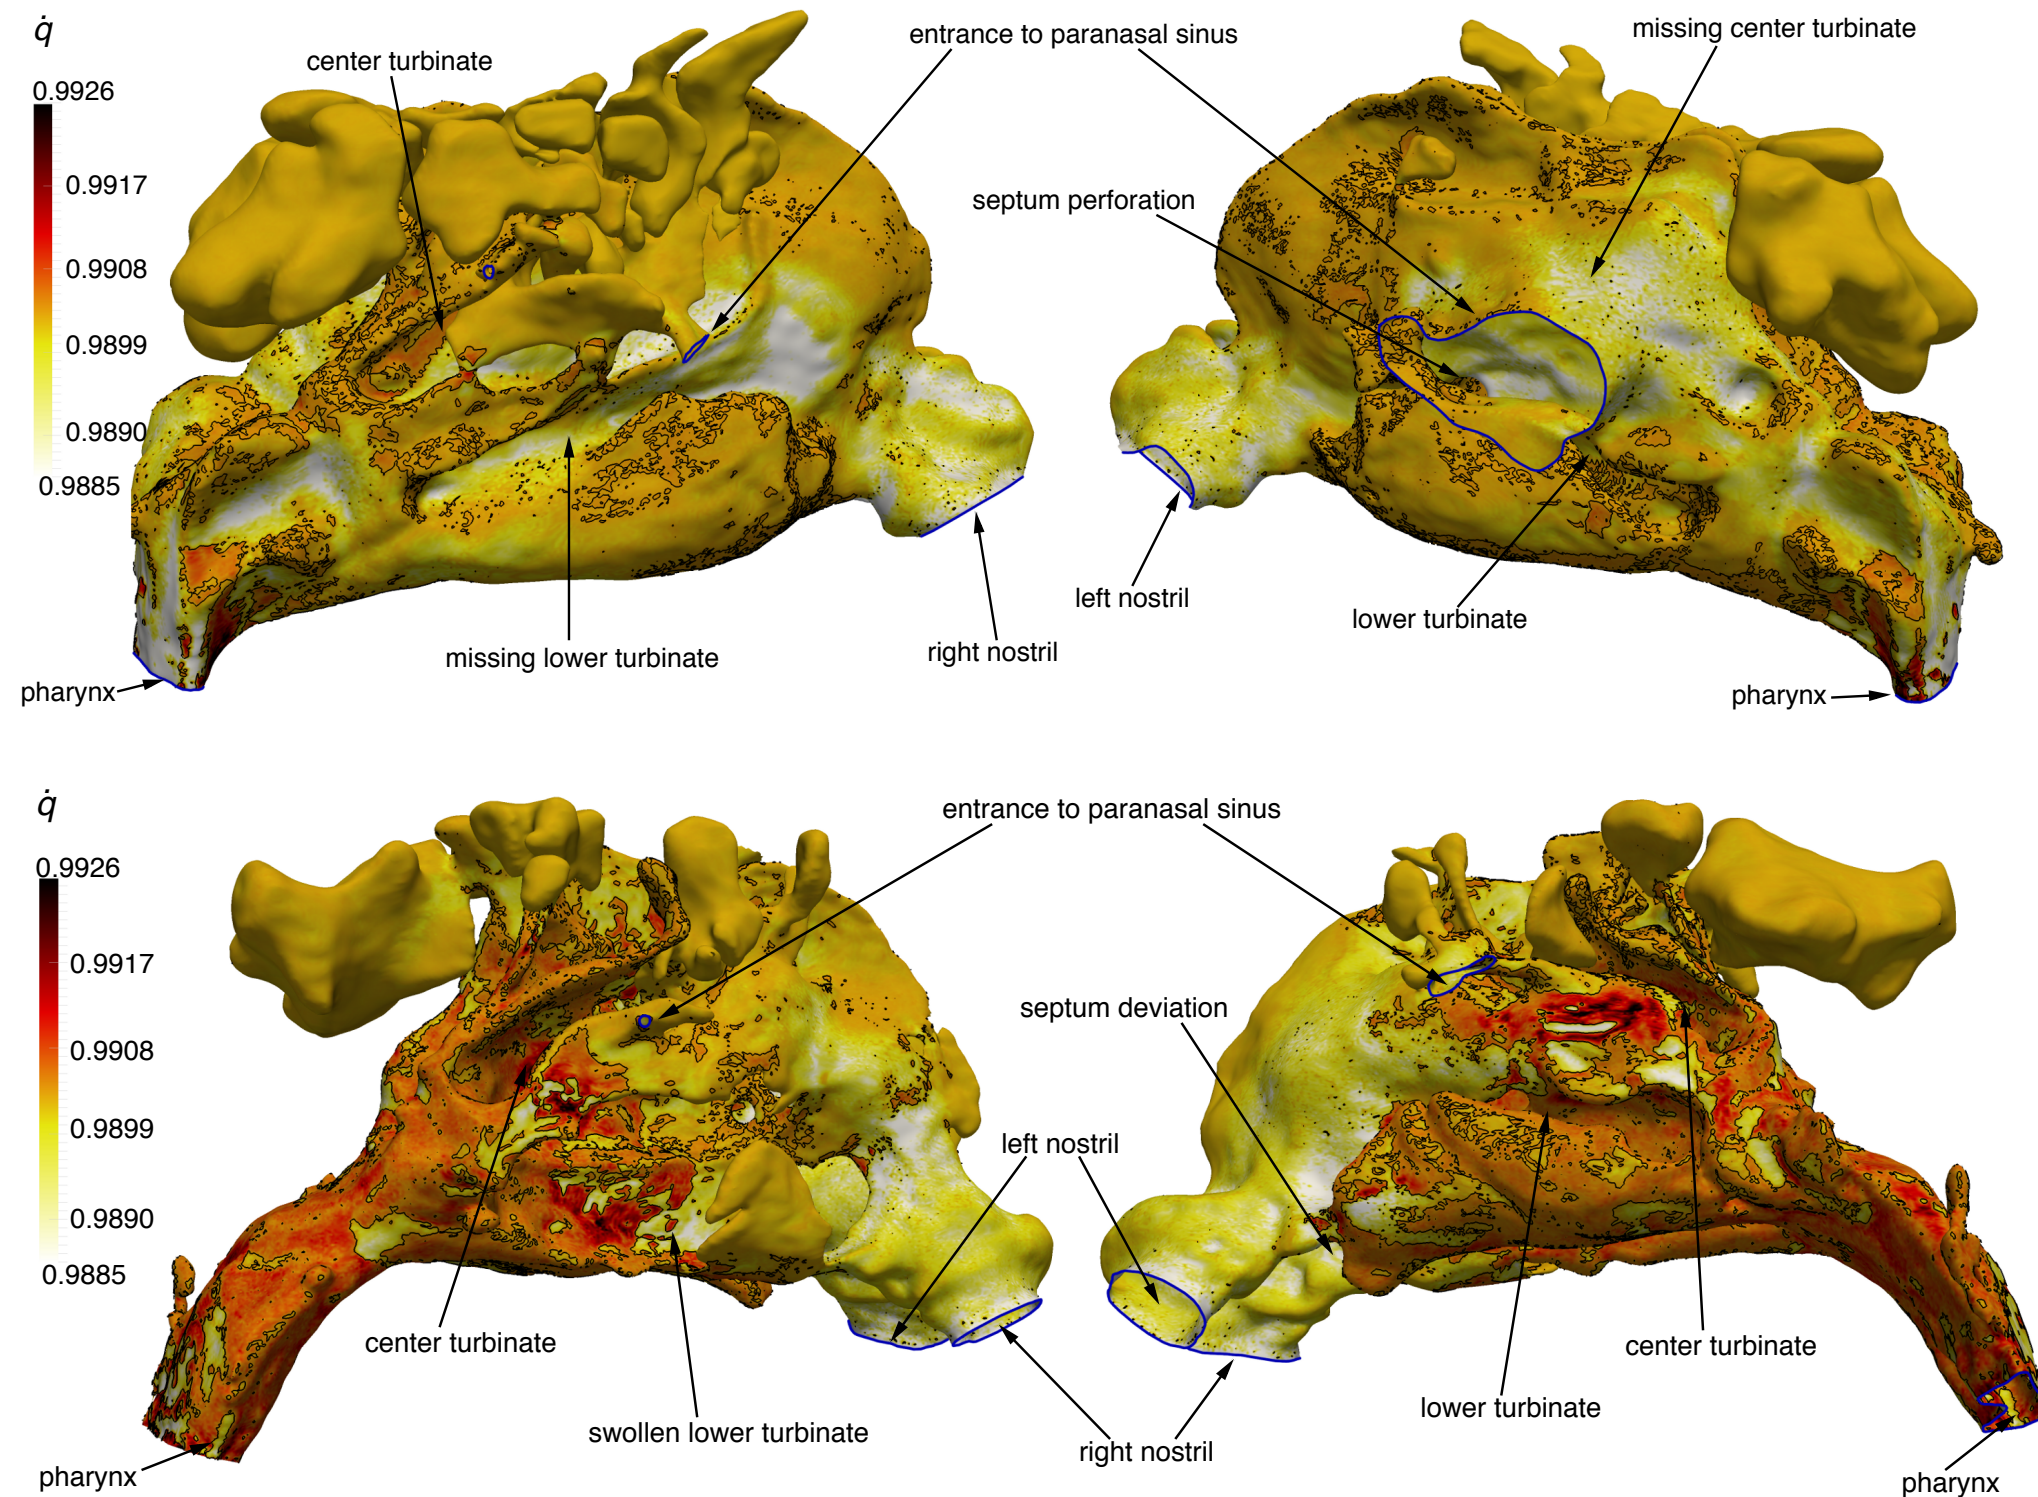 q̇
0.9926
0.9917
0.9908
0.9899
0.9890
0.9885
center turbinate
entrance to paranasal sinus
missing center turbinate
septum perforation
left nostril
lower turbinate
right nostril
missing lower turbinate
pharynx
pharynx
q̇
0.9926
0.9917
0.9908
0.9899
0.9890
0.9885
entrance to paranasal sinus
septum deviation
left nostril
center turbinate
center turbinate
lower turbinate
swollen lower turbinate
right nostril
pharynx
pharynx